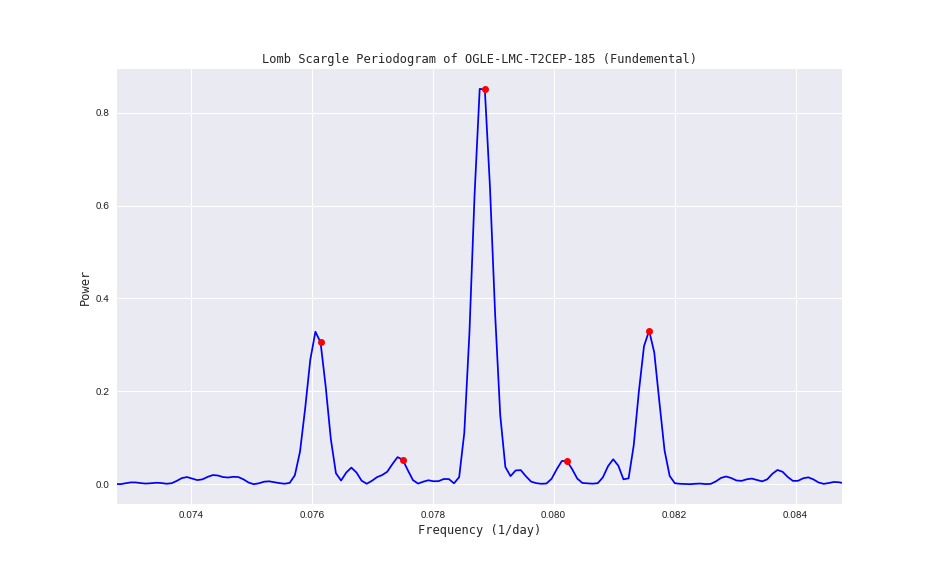 Lomb Scargle Periodogram of OGLE-LMC-T2CEP-185 (Fundemental)
0.8
0.6
0.4
0.2
0.0
Power
0.074 0.076 0.078 0.080 0.082 0.084
Frequency (1/day)